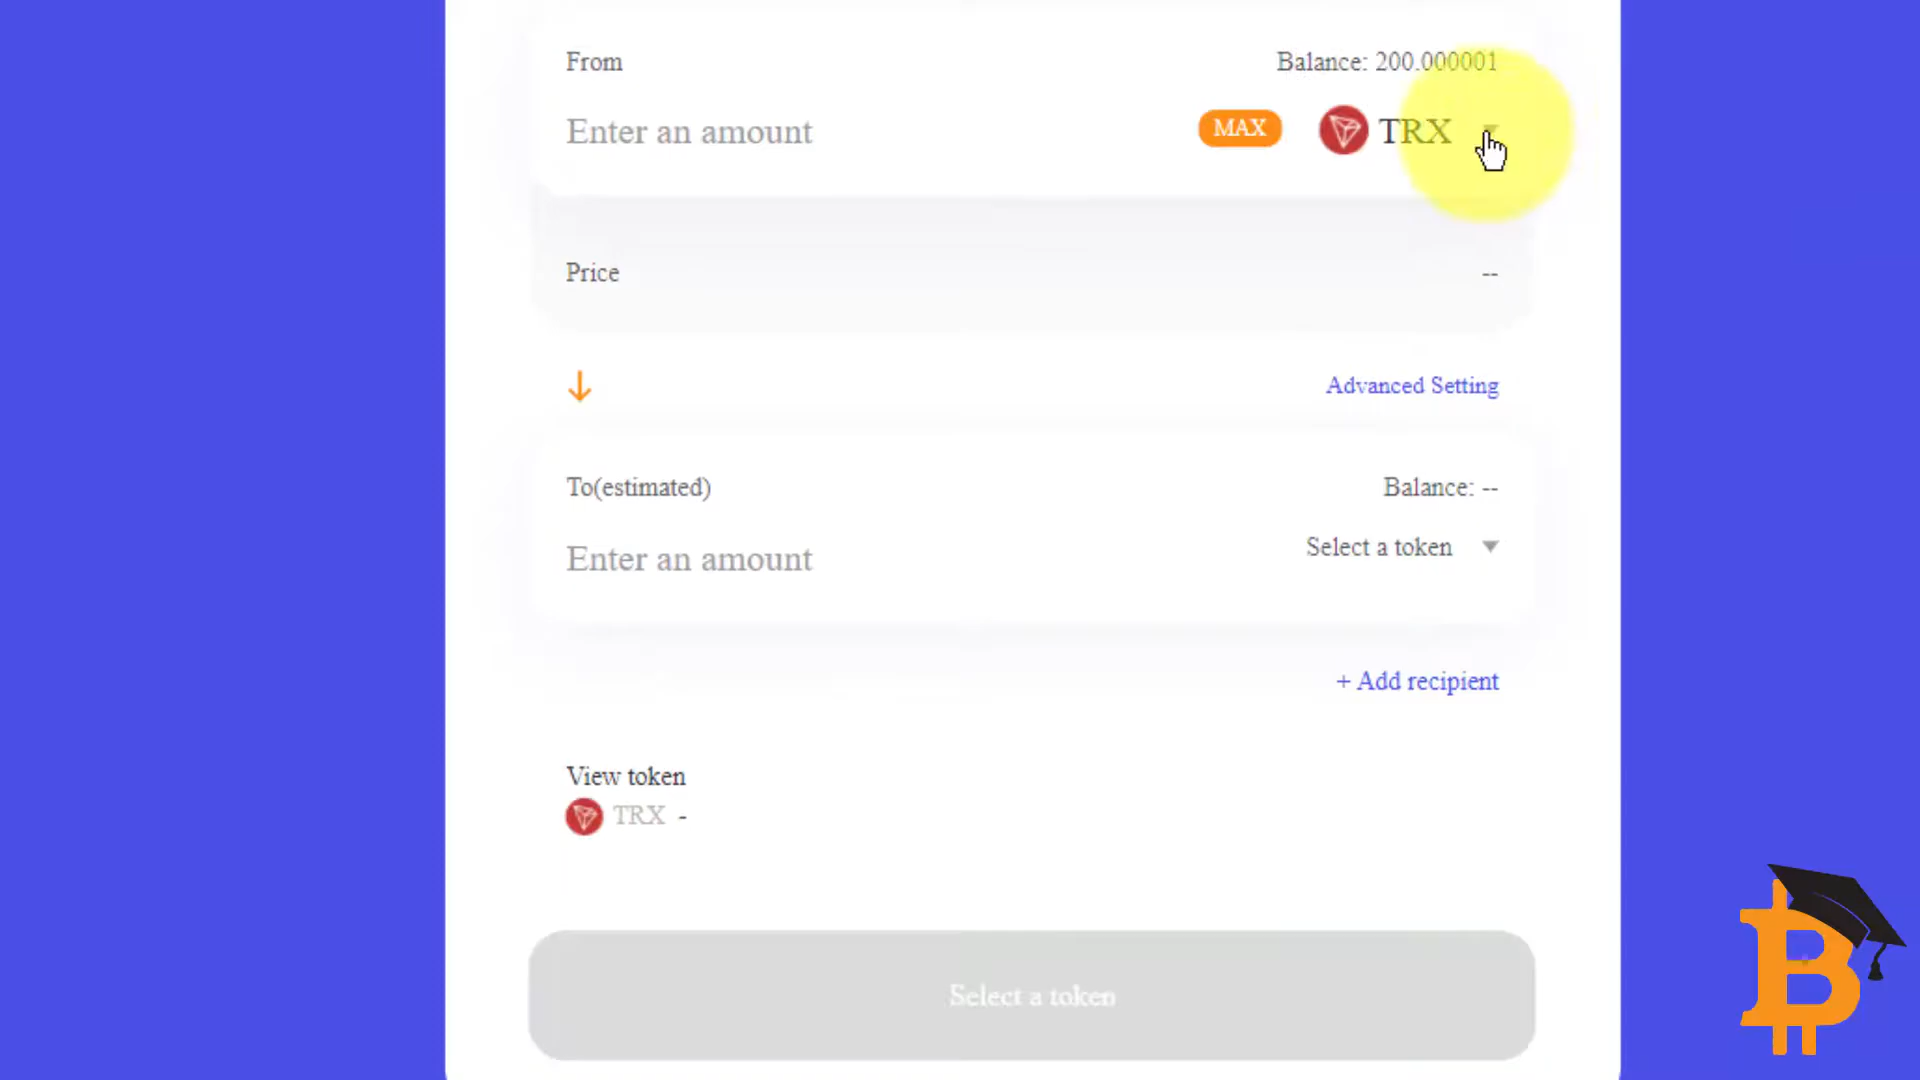 From
Balance: 200.000001
Enter an amount
MAX
TRX
Price
--
Advanced Setting
To(estimated)
Balance: --
Enter an amount
Select a token
+ Add recipient
View token
TRX -
Select a token